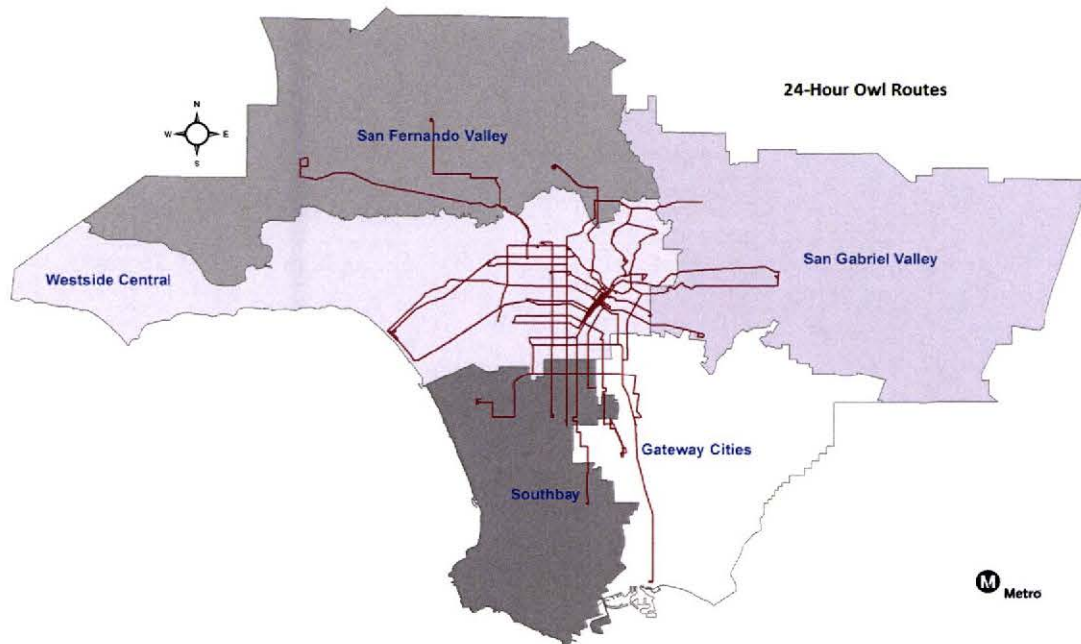 24-Hour Owl Routes
N
W
E
S
San Fernando Valley
San Gabriel Valley
Westside Central
Gateway Cities
Southbay
M
Metro